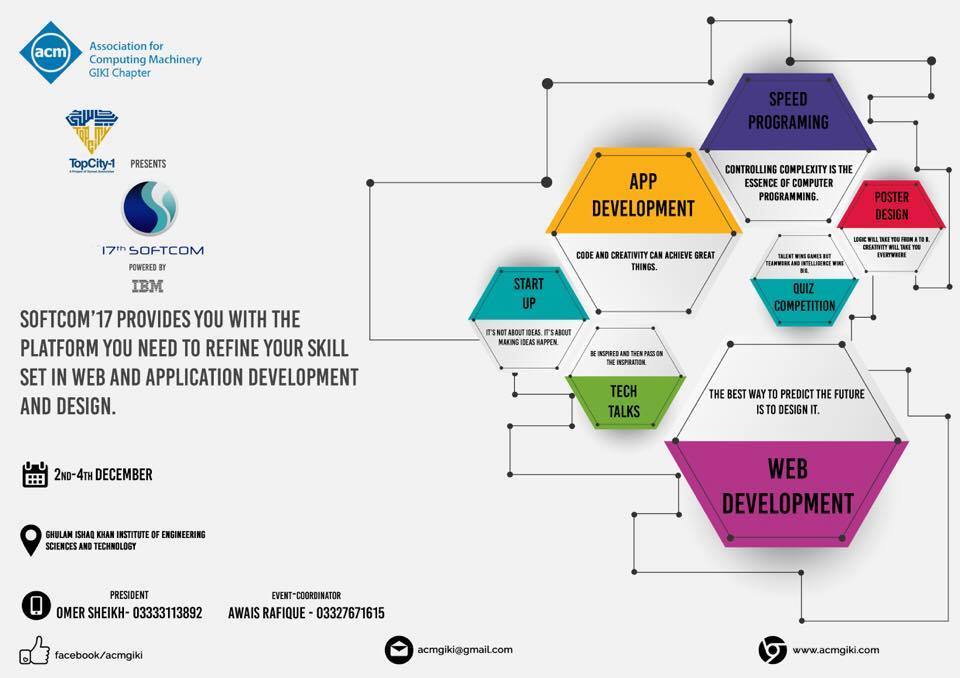 acm
Association for
Computing Machinery
GIKI Chapter
TopCity-1
PRESENTS
17th SOFTCOM
POWERED BY
IBM
SOFTCOM'17 PROVIDES YOU WITH THE
PLATFORM YOU NEED TO REFINE YOUR SKILL
SET IN WEB AND APPLICATION DEVELOPMENT
AND DESIGN.
2ND-4TH DECEMBER
GHULAM ISHAQ KHAN INSTITUTE OF ENGINEERING
SCIENCES AND TECHNOLOGY
PRESIDENT
OMER SHEIKH- 03333113892
EVENT-COORDINATOR
AWAIS RAFIQUE - 03327671615
facebook/acmgiki
acmgiki@gmail.com
www.acmgiki.com
SPEED
PROGRAMING
CONTROLLING COMPLEXITY IS THE
ESSENCE OF COMPUTER
PROGRAMMING.
APP
DEVELOPMENT
CODE AND CREATIVITY CAN ACHIEVE GREAT
THINGS.
POSTER
DESIGN
LOGIC WILL TAKE YOU FROM A TO B.
CREATIVITY WILL TAKE YOU
EVERYWHERE
TALENT WINS GAMES BUT
TEAMWORK AND INTELLIGENCE WINS
BIG.
QUIZ
COMPETITION
START
UP
IT'S NOT ABOUT IDEAS. IT'S ABOUT
MAKING IDEAS HAPPEN.
BE INSPIRED AND THEN PASS ON
THE INSPIRATION.
TECH
TALKS
THE BEST WAY TO PREDICT THE FUTURE
IS TO DESIGN IT.
WEB
DEVELOPMENT